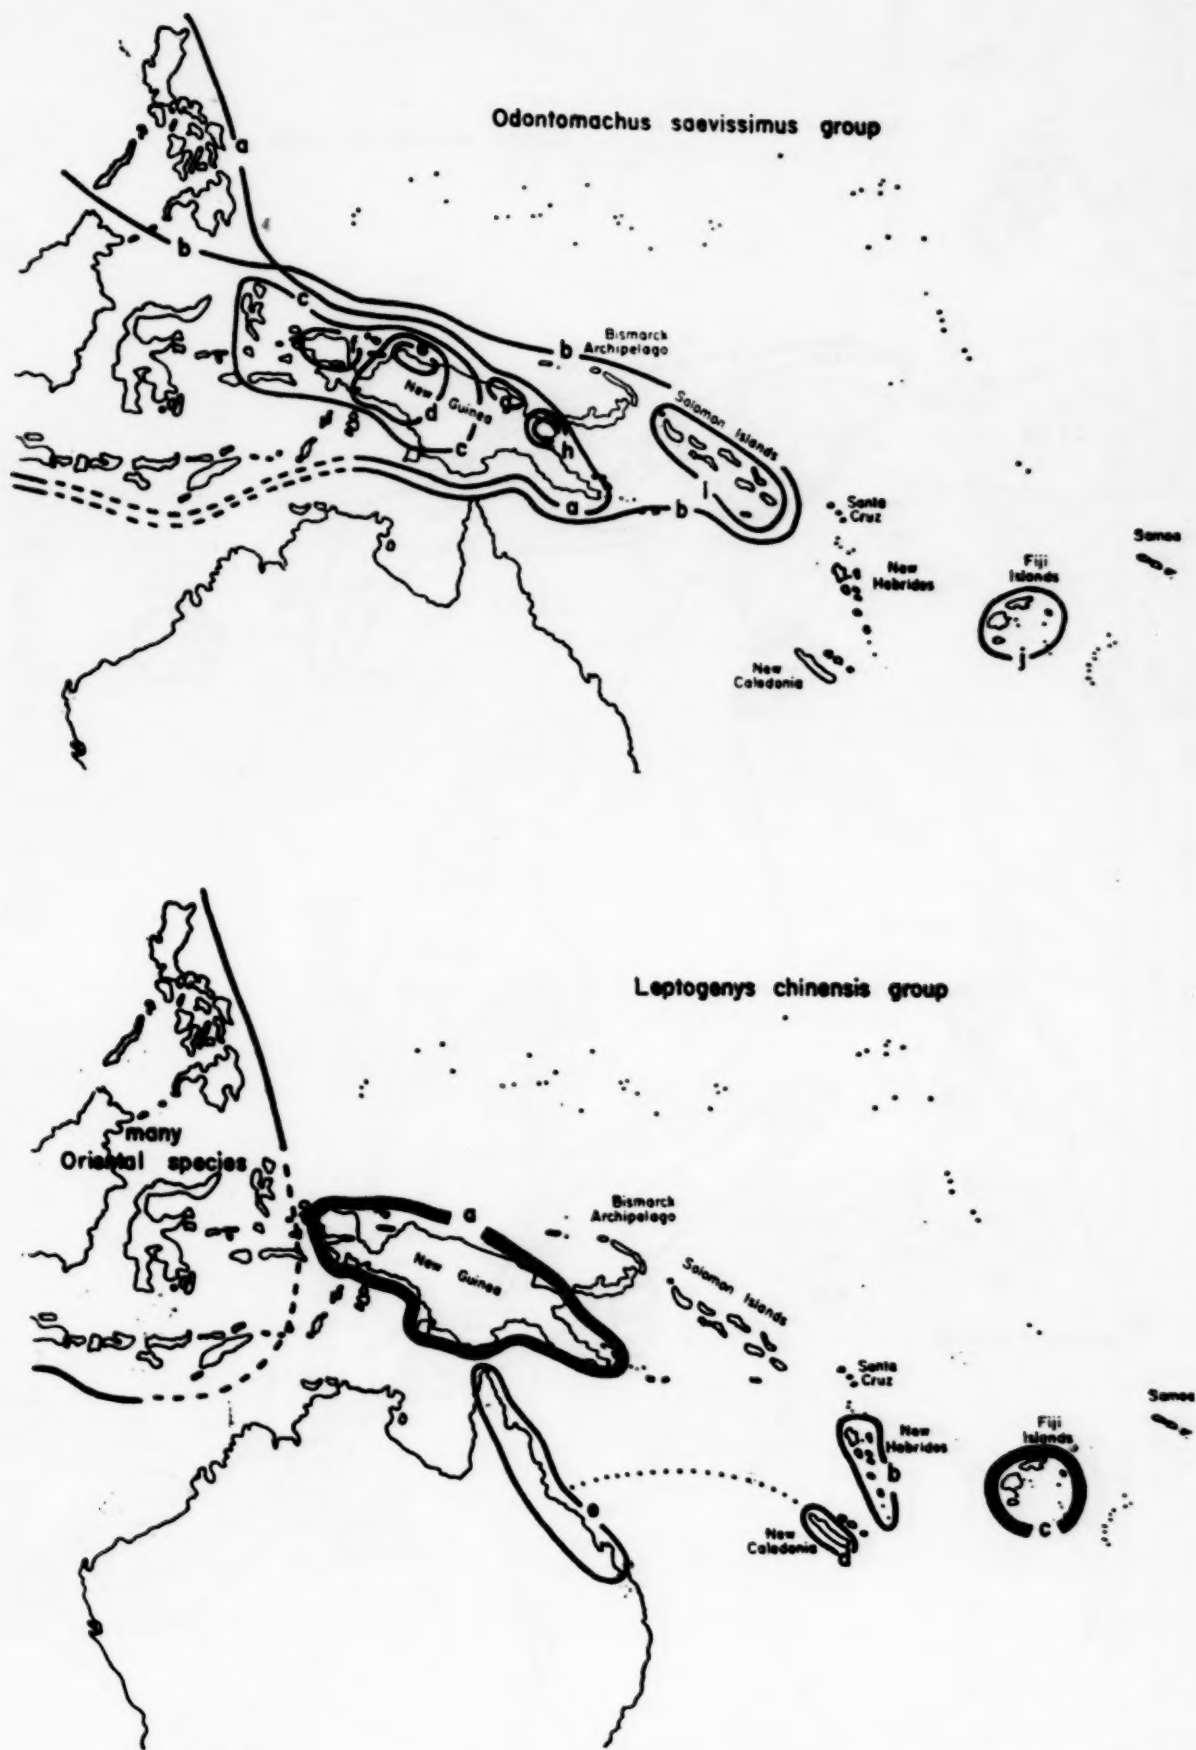 Odontomachus saevissimus group
a
b
c
Bismarck
Archipelago
b
f
e
New Guinea
d
g
c
h
Solomon Islands
i
a
b
Santa
Cruz
New
Hebrides
Samoa
Fiji
Islands
j
New
Caledonia
Leptogenys chinensis group
many
Oriental species
a
Bismarck
Archipelago
New Guinea
Solomon Islands
Santa
Cruz
New
Hebrides
b
Samoa
Fiji
Islands
c
e
New
Caledonia
d